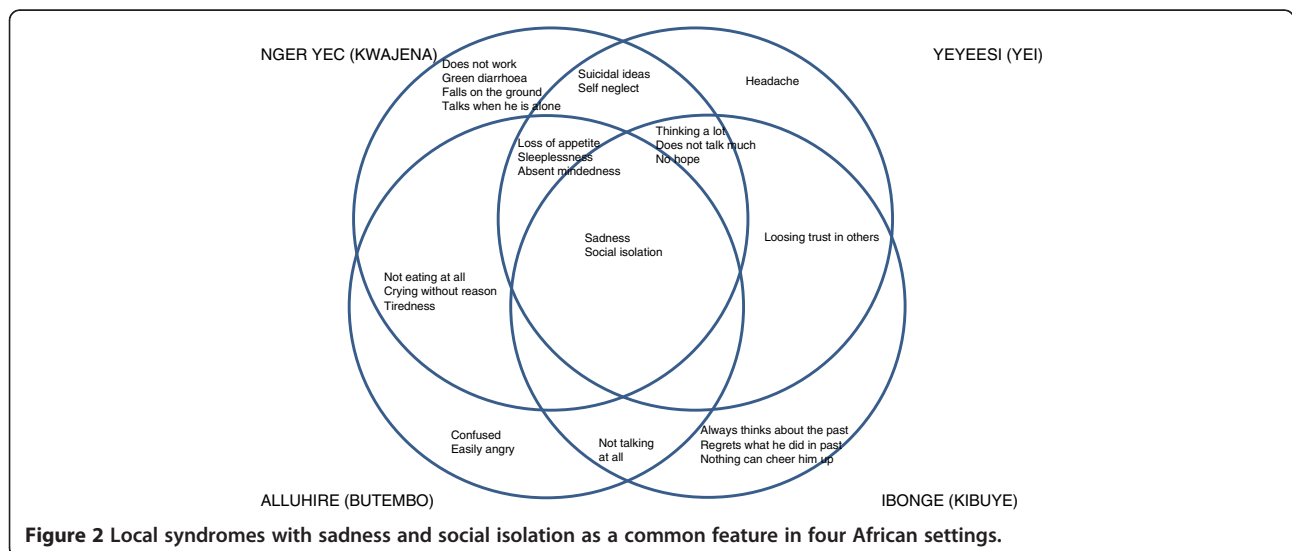 NGER YEC (KWAJENA)
YEYEESI (YEI)
Does not work
Green diarrhoea
Falls on the ground
Talks when he is alone
Suicidal ideas
Self neglect
Headache
Loss of appetite
Sleeplessness
Absent mindedness
Thinking a lot
Does not talk much
No hope
Sadness
Social isolation
Loosing trust in others
Not eating at all
Crying without reason
Tiredness
Confused
Easily angry
Not talking
at all
Always thinks about the past
Regrets what he did in past
Nothing can cheer him up
ALLUHIRE (BUTEMBO)
IBONGE (KIBUYE)
Figure 2 Local syndromes with sadness and social isolation as a common feature in four African settings.